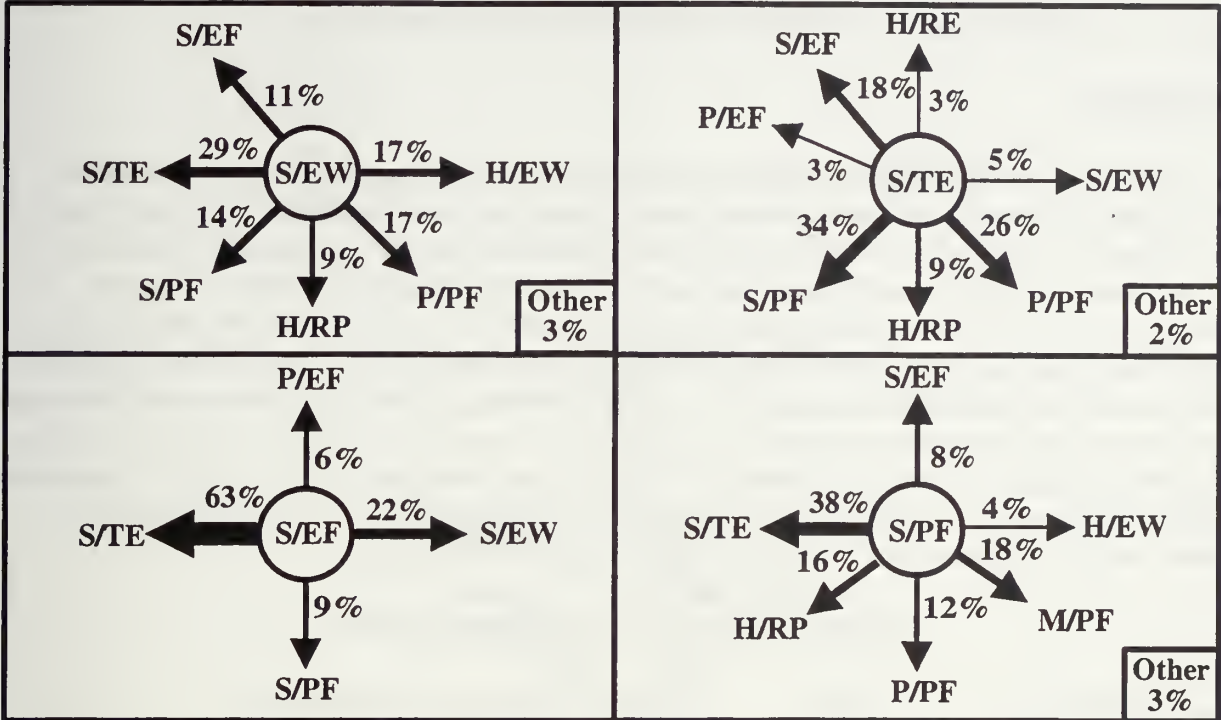 S/EF
11%
29%
17%
S/TE
S/EW
H/EW
14%
17%
9%
S/PF
P/PF
H/RP
Other
3%
H/RE
S/EF
18%
3%
P/EF
3%
5%
S/TE
S/EW
34%
26%
9%
S/PF
P/PF
H/RP
Other
2%
P/EF
6%
63%
22%
S/TE
S/EF
S/EW
9%
S/PF
S/EF
8%
38%
4%
S/TE
S/PF
H/EW
16%
18%
12%
H/RP
M/PF
P/PF
Other
3%